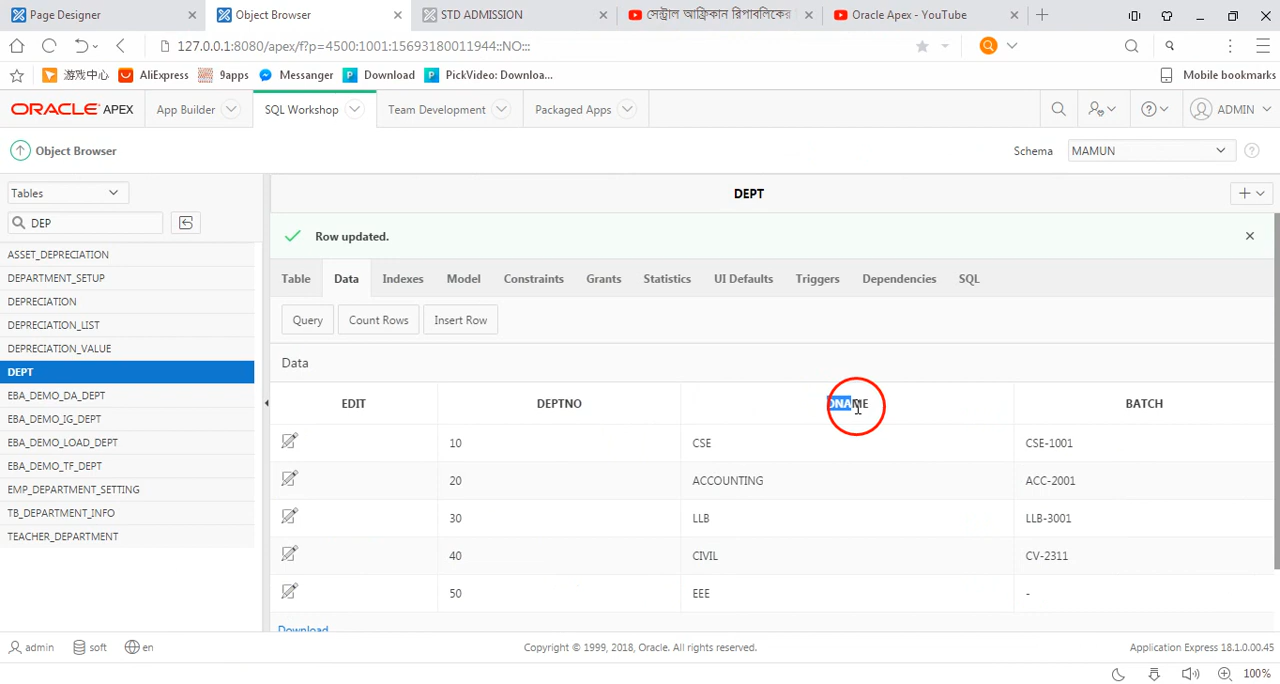 Page Designer × Object Browser × STD ADMISSION × সেন্ট্রাল আফ্রিকান রিপাবলিকের × Oracle Apex - YouTube ×
127.0.0.1:8080/apex/f?p=4500:1001:15693180011944::NO:::
游戏中心 AliExpress 9apps Messanger Download PickVideo: Downloa... Mobile bookmarks
ORACLE APEX App Builder SQL Workshop Team Development Packaged Apps ADMIN
Object Browser Schema MAMUN
Tables
DEP
ASSET_DEPRECIATION
DEPARTMENT_SETUP
DEPRECIATION
DEPRECIATION_LIST
DEPRECIATION_VALUE
DEPT
EBA_DEMO_DA_DEPT
EBA_DEMO_IG_DEPT
EBA_DEMO_LOAD_DEPT
EBA_DEMO_TF_DEPT
EMP_DEPARTMENT_SETTING
TB_DEPARTMENT_INFO
TEACHER_DEPARTMENT
DEPT
Row updated.
Table Data Indexes Model Constraints Grants Statistics UI Defaults Triggers Dependencies SQL
Query Count Rows Insert Row
Data
EDIT DEPTNO DNAME BATCH
10 CSE CSE-1001
20 ACCOUNTING ACC-2001
30 LLB LLB-3001
40 CIVIL CV-2311
50 EEE -
Download
admin soft en Copyright © 1999, 2018, Oracle. All rights reserved. Application Express 18.1.0.00.45
100%